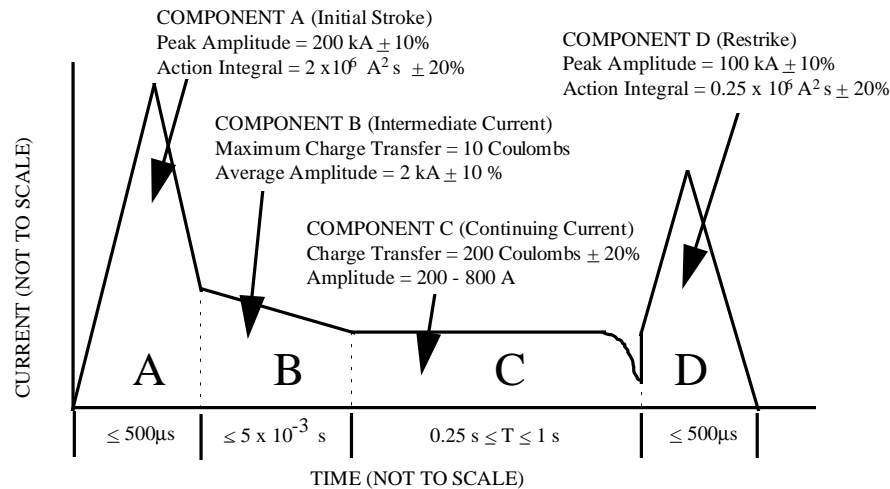 COMPONENT A (Initial Stroke)
Peak Amplitude = 200 kA ± 10%
Action Integral = 2 x10⁶ A² s ± 20%
COMPONENT D (Restrike)
Peak Amplitude = 100 kA ± 10%
Action Integral = 0.25 x 10⁶ A² s ± 20%
COMPONENT B (Intermediate Current)
Maximum Charge Transfer = 10 Coulombs
Average Amplitude = 2 kA ± 10 %
COMPONENT C (Continuing Current)
Charge Transfer = 200 Coulombs ± 20%
Amplitude = 200 - 800 A
CURRENT (NOT TO SCALE)
A
B
C
D
≤ 500µs
≤ 5 x 10⁻³ s
0.25 s ≤ T ≤ 1 s
≤ 500µs
TIME (NOT TO SCALE)